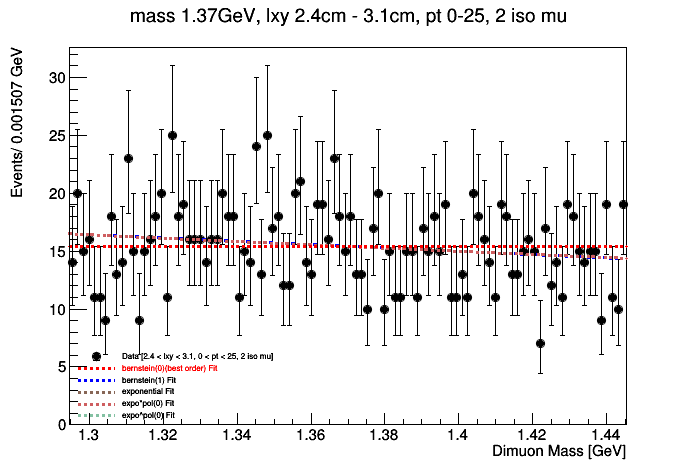 mass 1.37GeV, lxy 2.4cm - 3.1cm, pt 0-25, 2 iso mu
Events/ 0.001507 GeV
30
25
20
15
10
5
0
Data [2.4 < lxy < 3.1, 0 < pt < 25, 2 iso mu]
bernstein(0)(best order) Fit
bernstein(1) Fit
exponential Fit
expo*pol(0) Fit
expo^pol(0) Fit
1.3 1.32 1.34 1.36 1.38 1.4 1.42 1.44
Dimuon Mass [GeV]